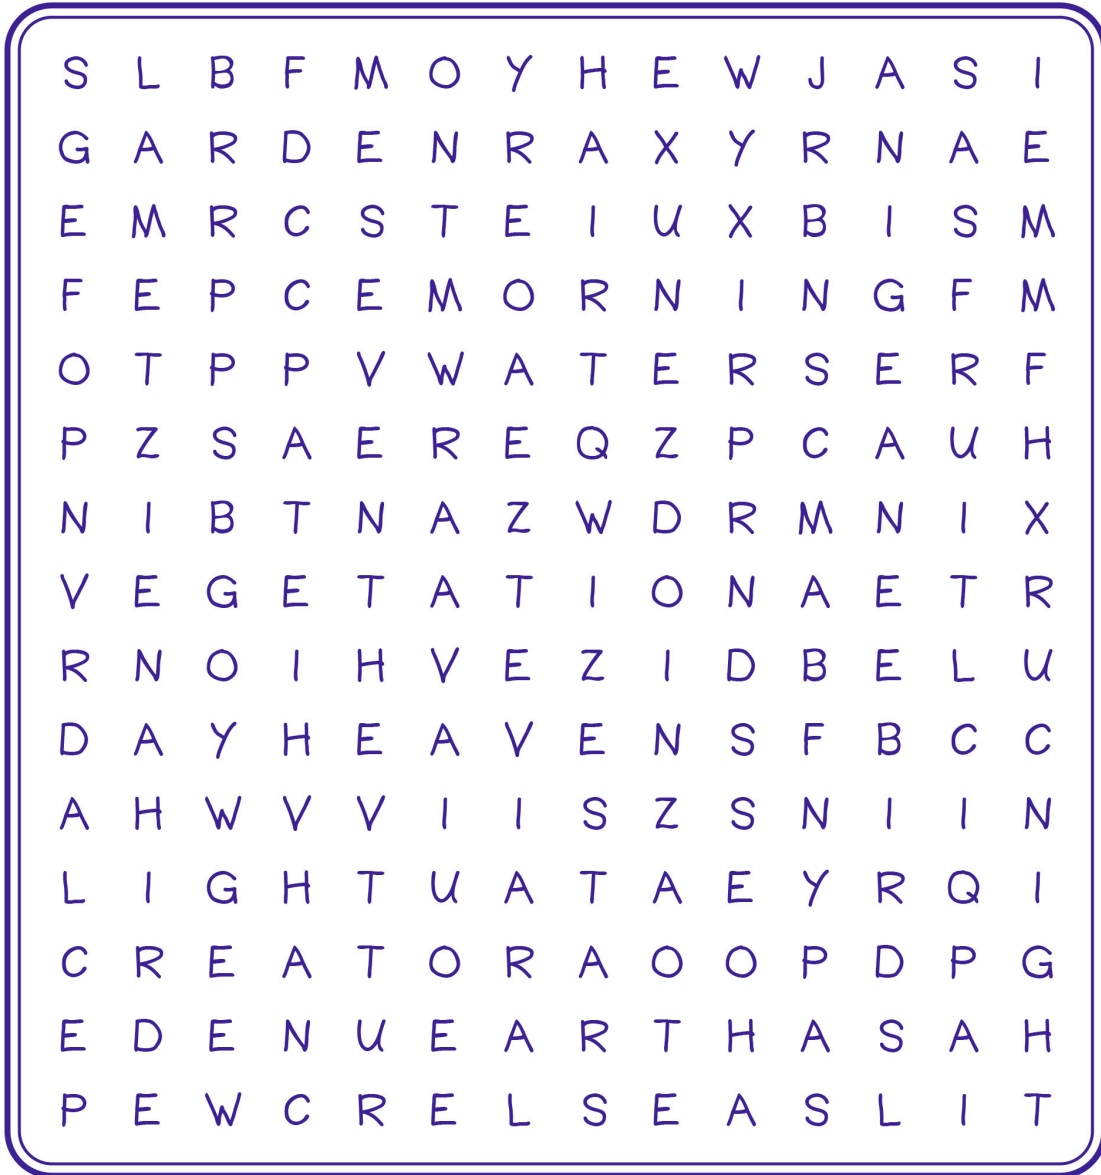 S L B F M O Y H E W J A S I
G A R D E N R A X Y R N A E
E M R C S T E I U X B I S M
F E P C E M O R N I N G F M
O T P P V W A T E R S E R F
P Z S A E R E Q Z P C A U H
N I B T N A Z W D R M N I X
V E G E T A T I O N A E T R
R N O I H V E Z I D B E L U
D A Y H E A V E N S F B C C
A H W V V I I S Z S N I I N
L I G H T U A T A E Y R Q I
C R E A T O R A O O P D P G
E D E N U E A R T H A S A H
P E W C R E L S E A S L I T